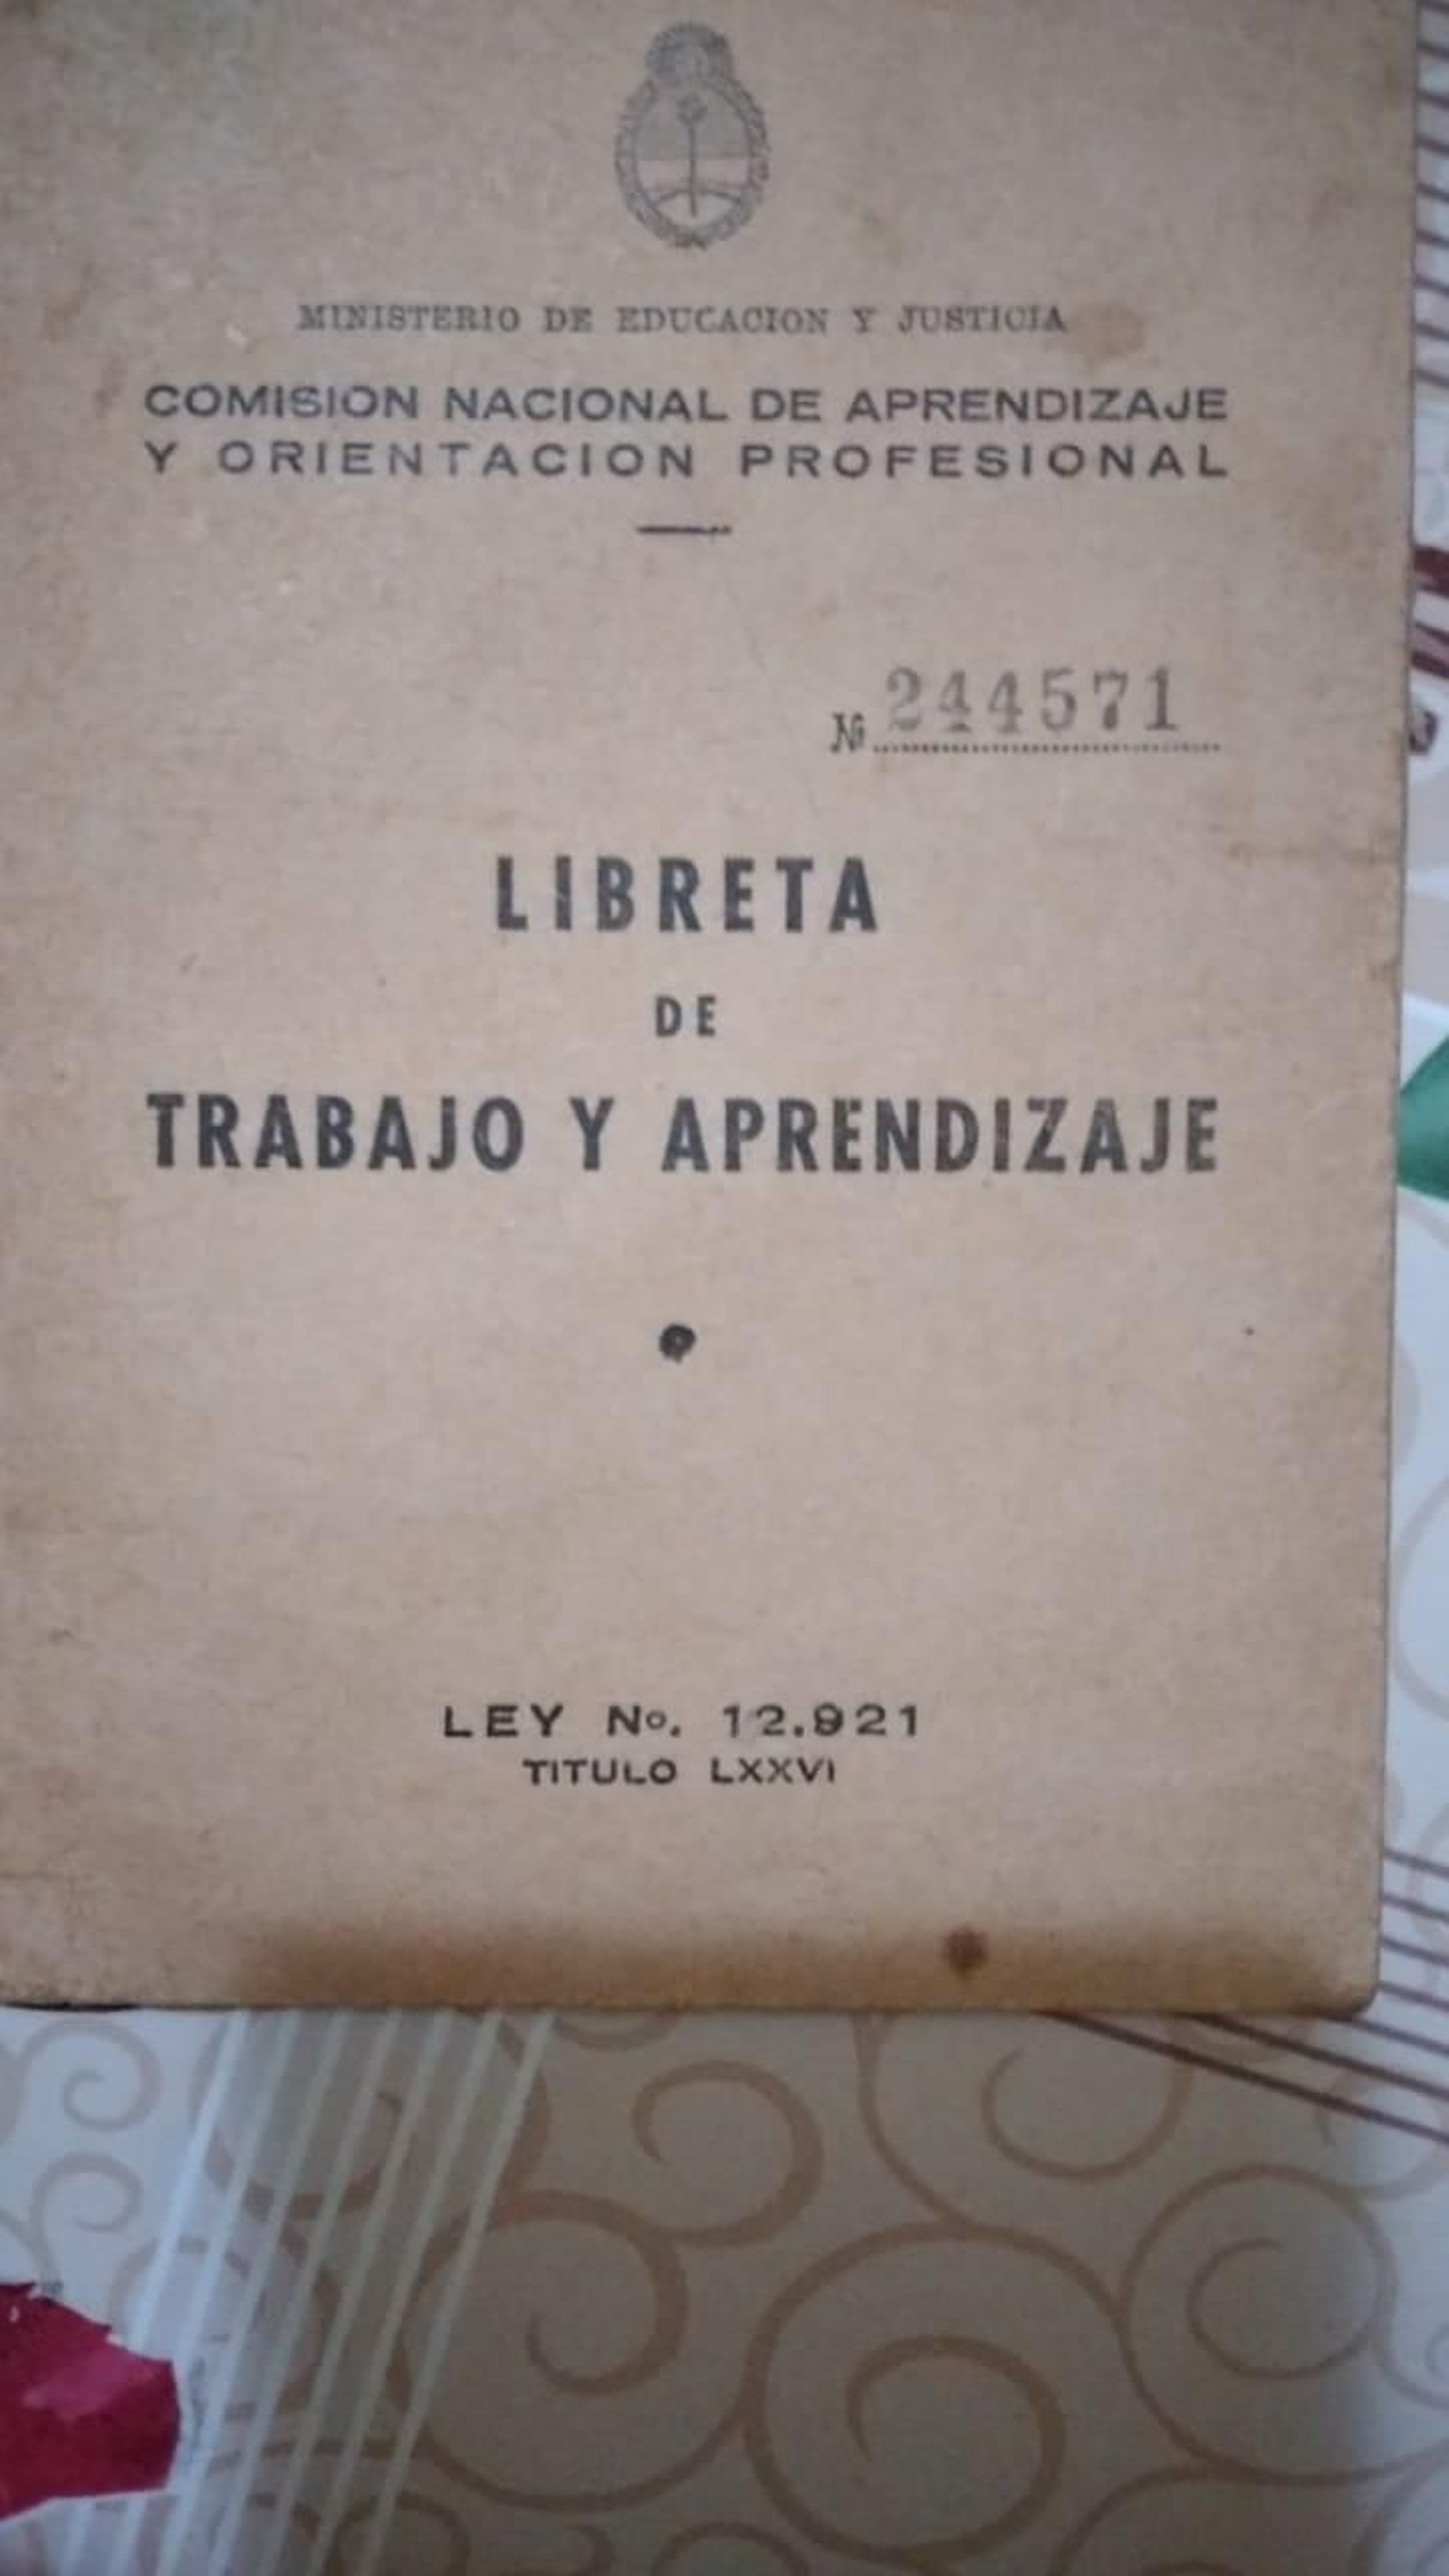 MINISTERIO DE EDUCACION Y JUSTICIA
COMISION NACIONAL DE APRENDIZAJE
Y ORIENTACION PROFESIONAL
№ 244571
LIBRETA
DE
TRABAJO Y APRENDIZAJE
LEY No. 12.921
TITULO LXXVI